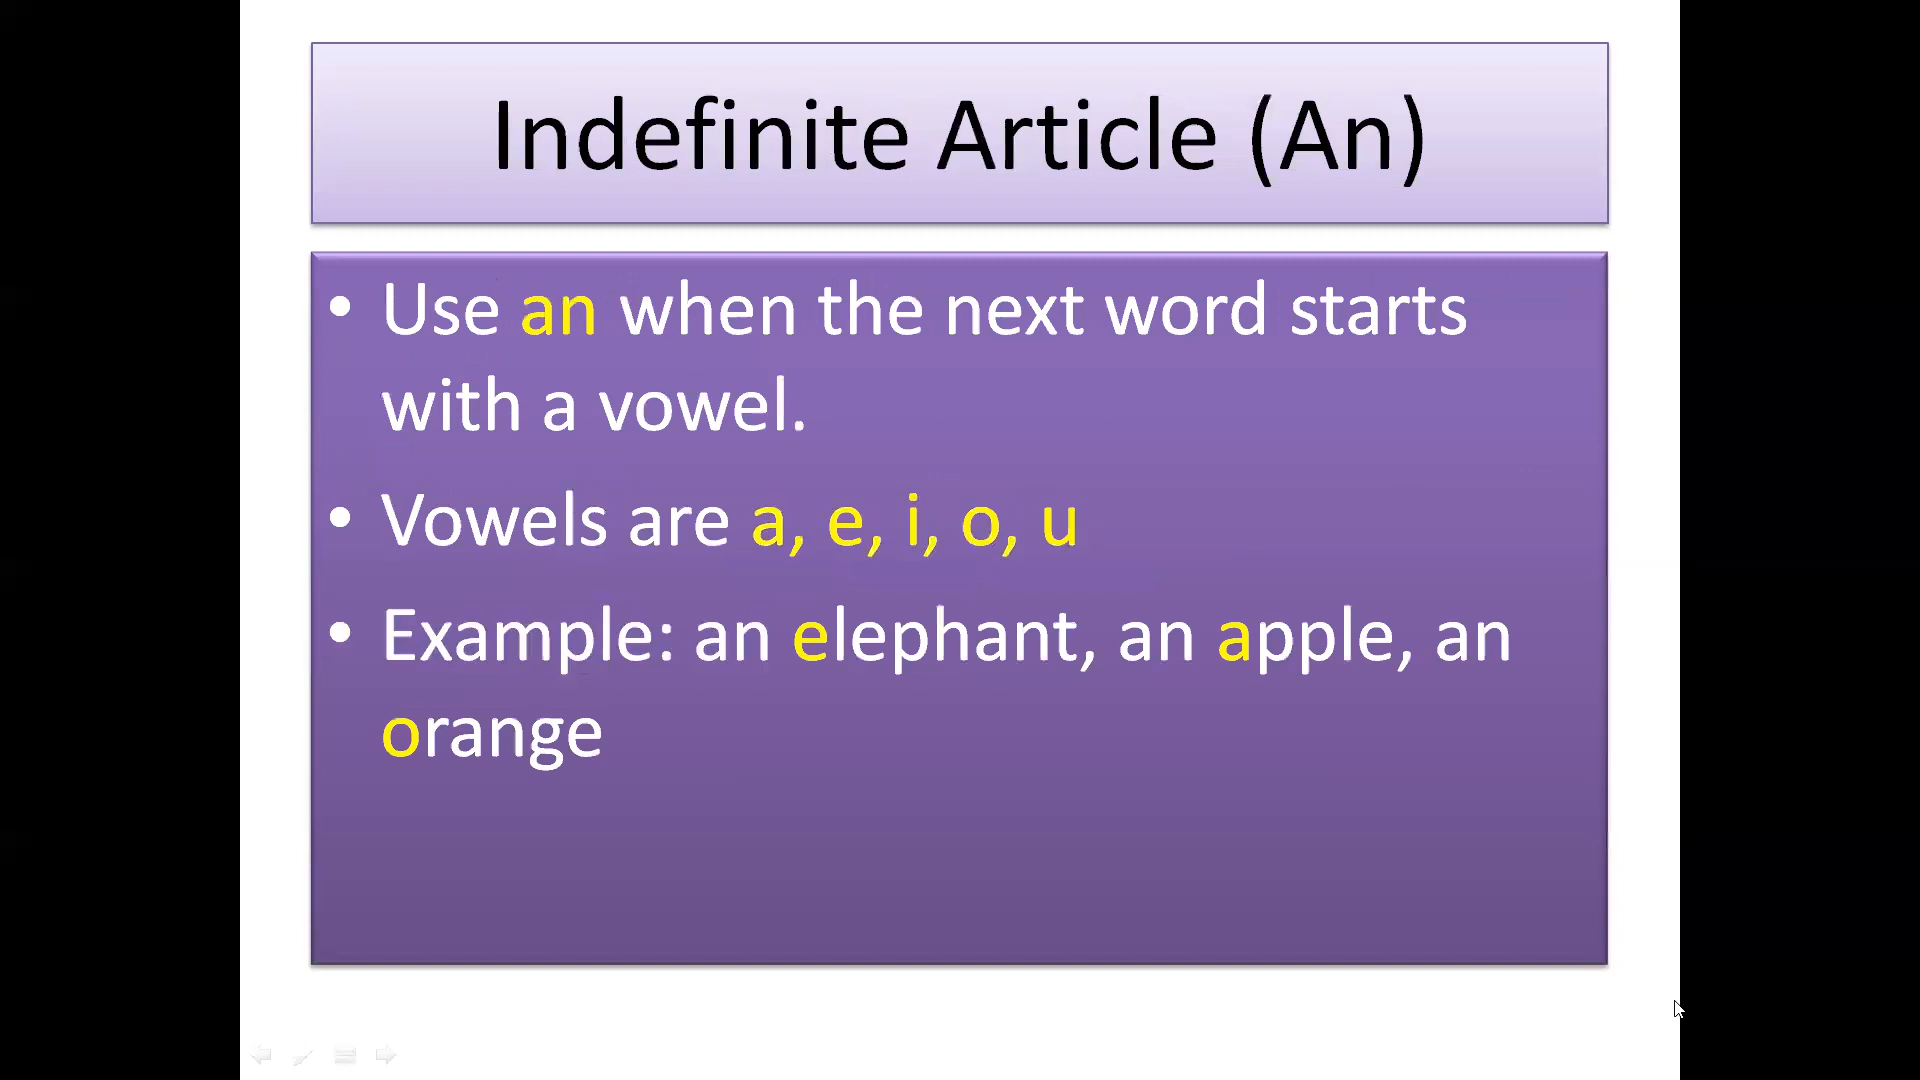 Indefinite Article (An)
• Use an when the next word starts
with a vowel.
• Vowels are a, e, i, o, u
• Example: an elephant, an apple, an
orange